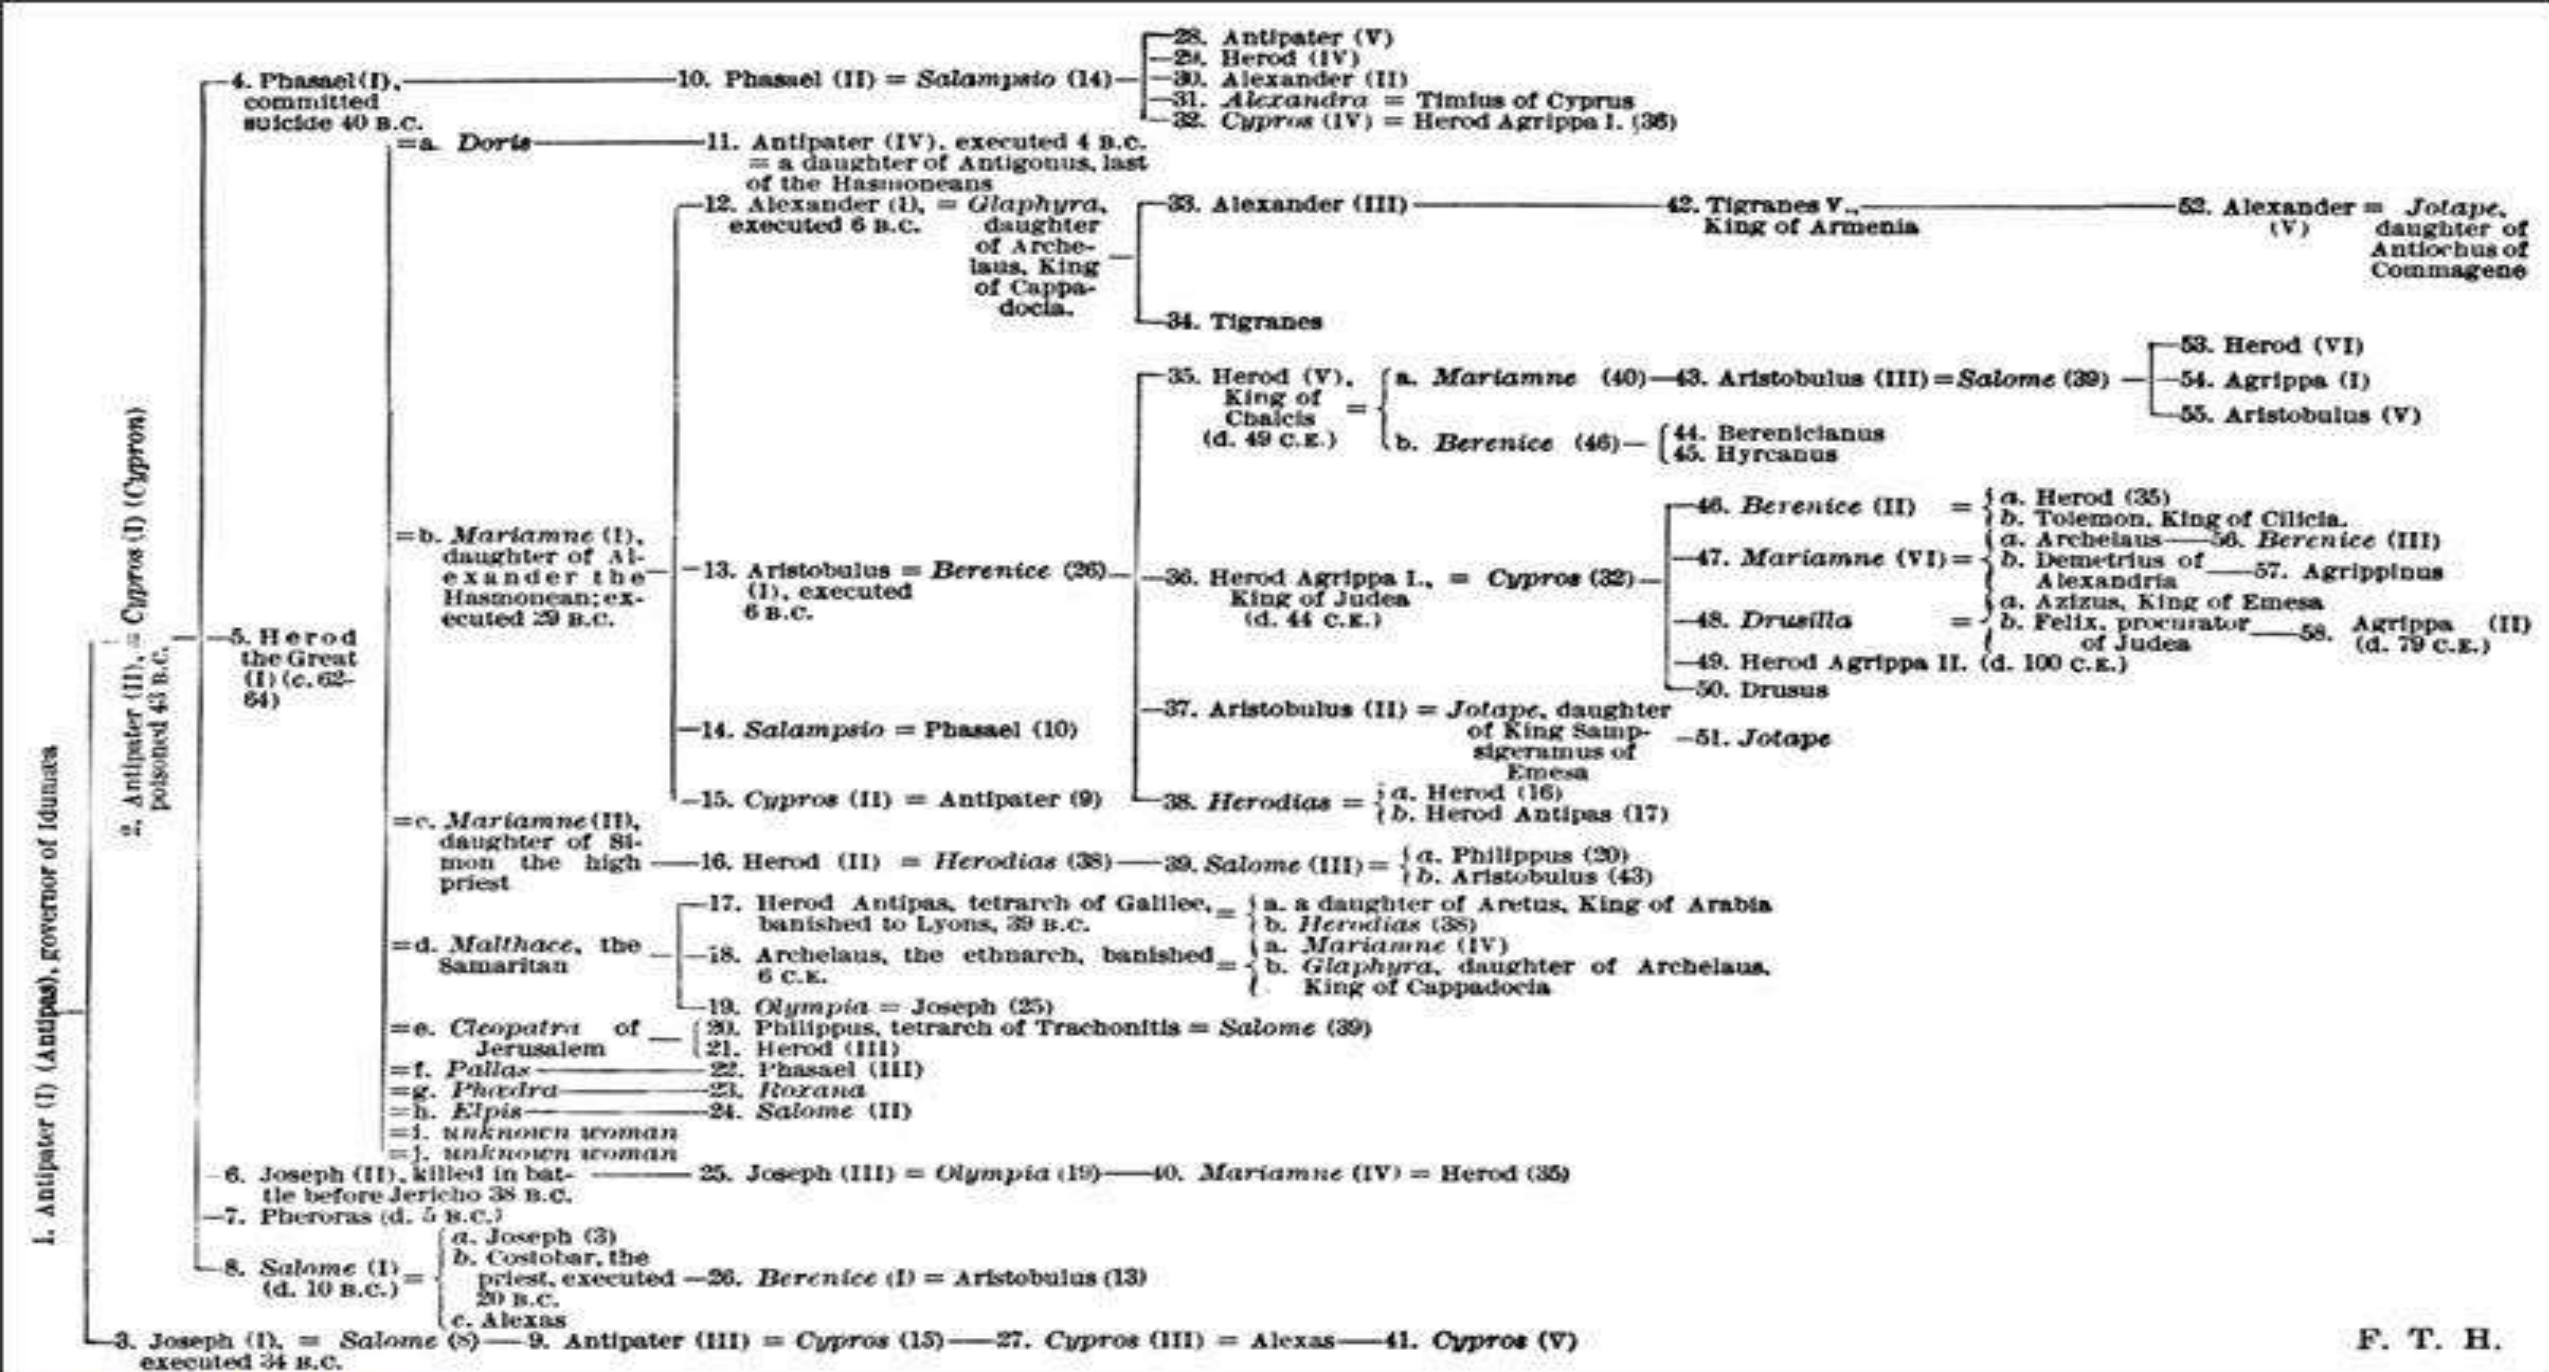 1. Antipater (I) (Antipas), governor of Idumæa
2. Antipater (II), = Cypros (I) (Cypron)
poisoned 43 B.C.
4. Phasael (I),
committed
suicide 40 B.C.
10. Phasael (II) = Salampsio (14)
28. Antipater (V)
29. Herod (IV)
30. Alexander (II)
31. Alexandra = Timius of Cyprus
32. Cypros (IV) = Herod Agrippa I. (36)
5. Herod
the Great
(I) (c. 62-
64)
=a. Doris
11. Antipater (IV), executed 4 B.C.
= a daughter of Antigonus, last
of the Hasmoneans
=b. Mariamne (I),
daughter of Al-
exander the
Hasmonean; ex-
ecuted 29 B.C.
12. Alexander (I), = Glaphyra,
executed 6 B.C. daughter
of Arche-
laus, King
of Cappa-
docia.
33. Alexander (III)
42. Tigranes V.,
King of Armenia
52. Alexander = Jotape,
(V) daughter of
Antiochus of
Commagene
34. Tigranes
13. Aristobulus = Berenice (26)
(I), executed
6 B.C.
35. Herod (V),
King of
Chalcis
(d. 49 C.E.)
=
a. Mariamne (40)
43. Aristobulus (III) = Salome (39)
53. Herod (VI)
54. Agrippa (I)
55. Aristobulus (V)
b. Berenice (46)
44. Berenicianus
45. Hyrcanus
36. Herod Agrippa I., = Cypros (32)
King of Judea
(d. 44 C.E.)
46. Berenice (II) =
a. Herod (35)
b. Tolemon, King of Cilicia.
47. Mariamne (VI) =
a. Archelaus
56. Berenice (III)
b. Demetrius of
Alexandria
57. Agrippinus
48. Drusilla =
a. Azizus, King of Emesa
b. Felix, procurator
of Judea
58. Agrippa (II)
(d. 79 C.E.)
49. Herod Agrippa II. (d. 100 C.E.)
50. Drusus
37. Aristobulus (II) = Jotape, daughter
of King Samp-
sigeramus of
Emesa
51. Jotape
38. Herodias =
a. Herod (16)
b. Herod Antipas (17)
14. Salampsio = Phasael (10)
15. Cypros (II) = Antipater (9)
=c. Mariamne (II),
daughter of Si-
mon the high
priest
16. Herod (II) = Herodias (38)
39. Salome (III) =
a. Philippus (20)
b. Aristobulus (43)
=d. Malthace, the
Samaritan
17. Herod Antipas, tetrarch of Galilee, =
banished to Lyons, 39 B.C.
a. a daughter of Aretus, King of Arabia
b. Herodias (38)
18. Archelaus, the ethnarch, banished =
6 C.E.
a. Mariamne (IV)
b. Glaphyra, daughter of Archelaus,
King of Cappadocia
19. Olympia = Joseph (25)
=e. Cleopatra of
Jerusalem
20. Philippus, tetrarch of Trachonitis = Salome (39)
21. Herod (III)
=f. Pallas
22. Phasael (III)
=g. Phædra
23. Roxana
=h. Elpis
24. Salome (II)
=i. unknown woman
=j. unknown woman
6. Joseph (II), killed in bat-
tle before Jericho 38 B.C.
25. Joseph (III) = Olympia (19)
40. Mariamne (IV) = Herod (35)
7. Pheroras (d. 5 B.C.)
8. Salome (I) =
(d. 10 B.C.)
a. Joseph (3)
b. Costobar, the
priest, executed
20 B.C.
c. Alexas
26. Berenice (I) = Aristobulus (13)
3. Joseph (I), = Salome (8)
executed 34 B.C.
9. Antipater (III) = Cypros (15)
27. Cypros (III) = Alexas
41. Cypros (V)
F. T. H.